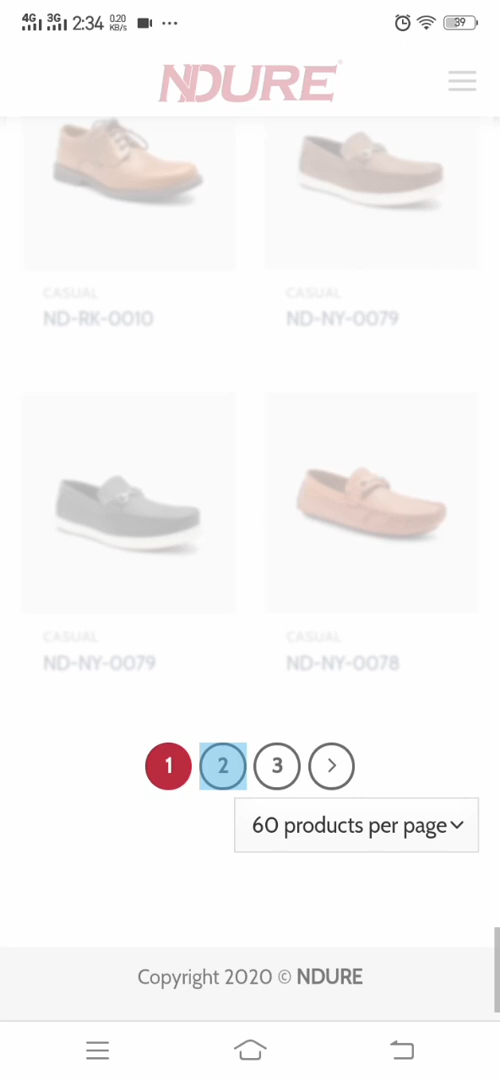 4G 3G 2:34 0.20 KB/s 39
NDURE
CASUAL CASUAL
ND-RK-0010 ND-NY-0079
CASUAL CASUAL
ND-NY-0079 ND-NY-0078
1 2 3
60 products per page
Copyright 2020 © NDURE